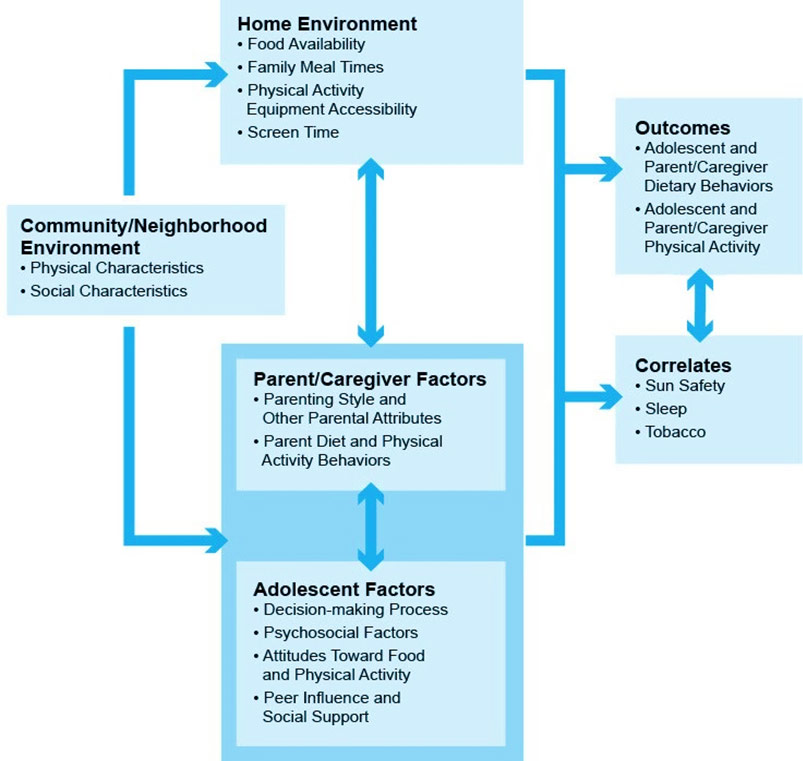 Home Environment
• Food Availability
• Family Meal Times
• Physical Activity
Equipment Accessibility
• Screen Time
Community/Neighborhood
Environment
• Physical Characteristics
• Social Characteristics
Parent/Caregiver Factors
• Parenting Style and
Other Parental Attributes
• Parent Diet and Physical
Activity Behaviors
Adolescent Factors
• Decision-making Process
• Psychosocial Factors
• Attitudes Toward Food
and Physical Activity
• Peer Influence and
Social Support
Outcomes
• Adolescent and
Parent/Caregiver
Dietary Behaviors
• Adolescent and
Parent/Caregiver
Physical Activity
Correlates
• Sun Safety
• Sleep
• Tobacco